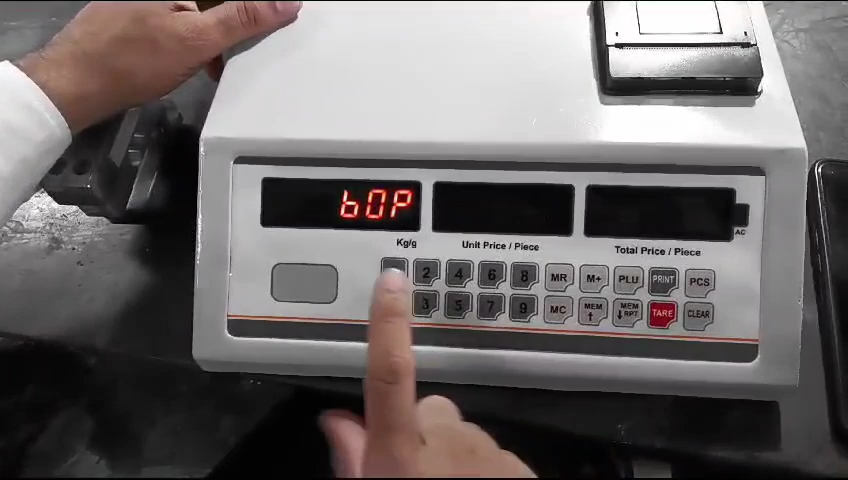 bOP
AC
Kg/g
Unit Price / Piece
Total Price / Piece
2 4 6 8 MR M+ PLU PRINT PCS
3 5 7 9 MC MEM ↑ MEM ↓RPT TARE CLEAR